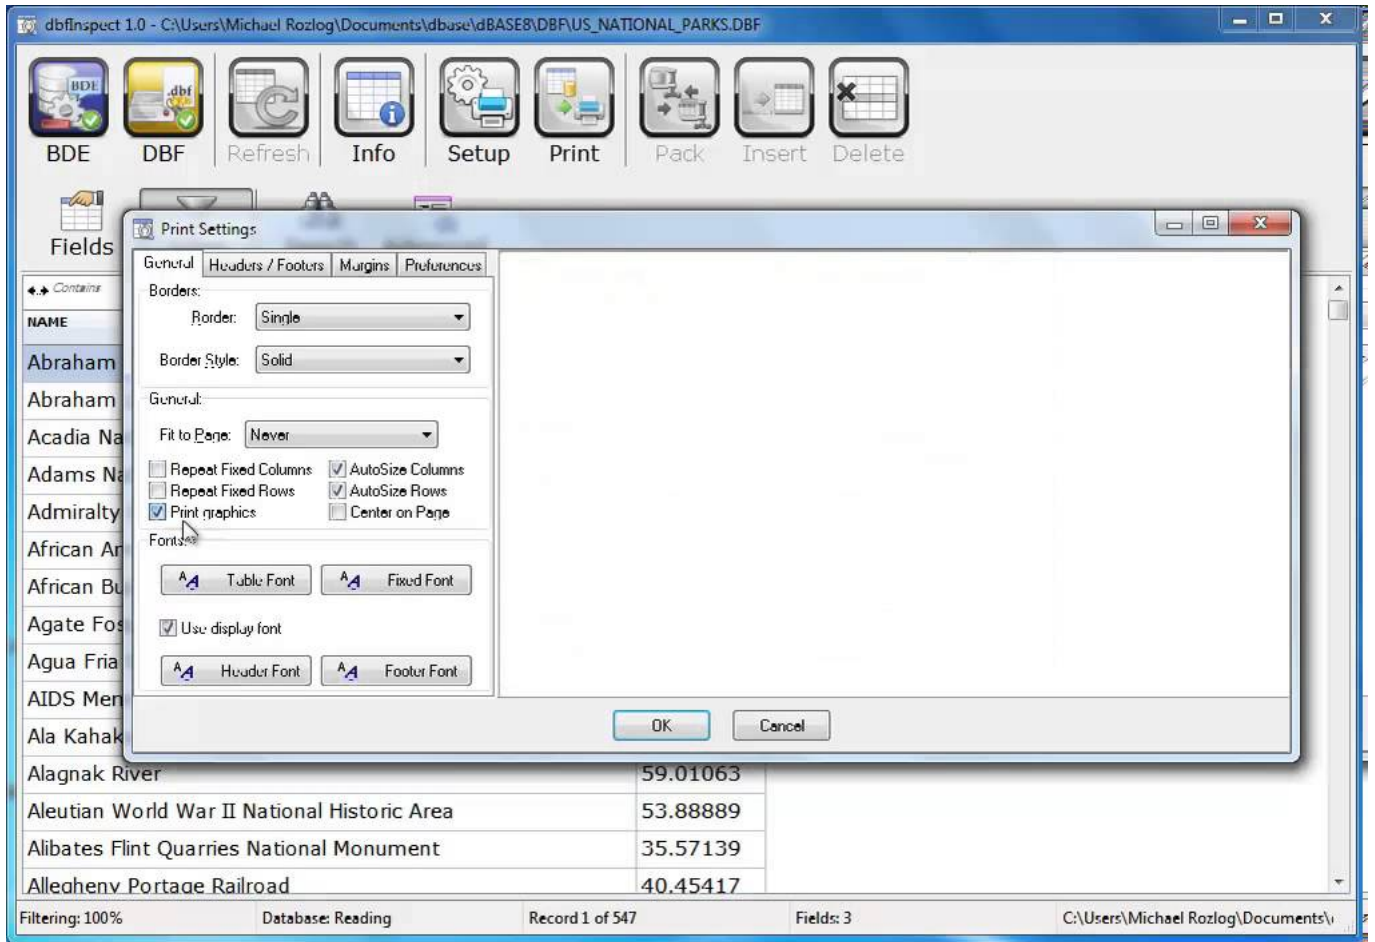 dbfInspect 1.0 - C:\Users\Michael Rozlog\Documents\dbase\dBASE8\DBF\US_NATIONAL_PARKS.DBF
BDE
.dbf
BDE DBF Refresh Info Setup Print Pack Insert Delete
Fields
Print Settings
General Headers / Footers Margins Preferences
Contains
Borders:
NAME
Border: Single
Abraham
Border Style: Solid
Abraham
General:
Acadia Na
Fit to Page: Never
Adams Na
Repeat Fixed Columns AutoSize Columns
Repeat Fixed Rows AutoSize Rows
Admiralty
Print graphics Center on Page
African Am
Fonts:
African Bu
Table Font Fixed Font
Agate Fos
Use display font
Agua Fria
Header Font Footer Font
AIDS Mem
Ala Kahak
OK Cancel
Alagnak River 59.01063
Aleutian World War II National Historic Area 53.88889
Alibates Flint Quarries National Monument 35.57139
Allegheny Portage Railroad 40.45417
Filtering: 100% Database: Reading Record 1 of 547 Fields: 3 C:\Users\Michael Rozlog\Documents\